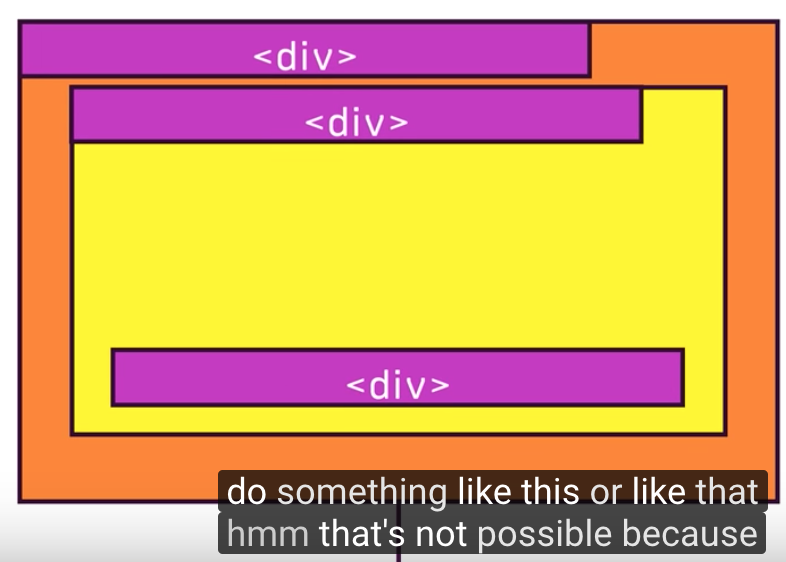 <div>
<div>
<div>
do something like this or like that
hmm that's not possible because